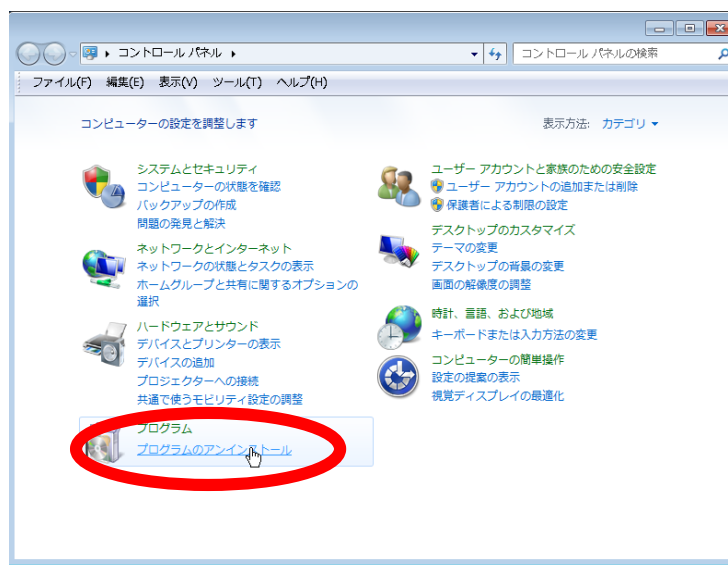 コントロール パネル
コントロール パネルの検索
ファイル(F) 編集(E) 表示(V) ツール(T) ヘルプ(H)
コンピューターの設定を調整します
表示方法: カテゴリ
システムとセキュリティ
コンピューターの状態を確認
バックアップの作成
問題の発見と解決
ネットワークとインターネット
ネットワークの状態とタスクの表示
ホームグループと共有に関するオプションの
選択
ハードウェアとサウンド
デバイスとプリンターの表示
デバイスの追加
プロジェクターへの接続
共通で使うモビリティ設定の調整
プログラム
プログラムのアンインストール
ユーザー アカウントと家族のための安全設定
ユーザー アカウントの追加または削除
保護者による制限の設定
デスクトップのカスタマイズ
テーマの変更
デスクトップの背景の変更
画面の解像度の調整
時計、言語、および地域
キーボードまたは入力方法の変更
コンピューターの簡単操作
設定の提案の表示
視覚ディスプレイの最適化